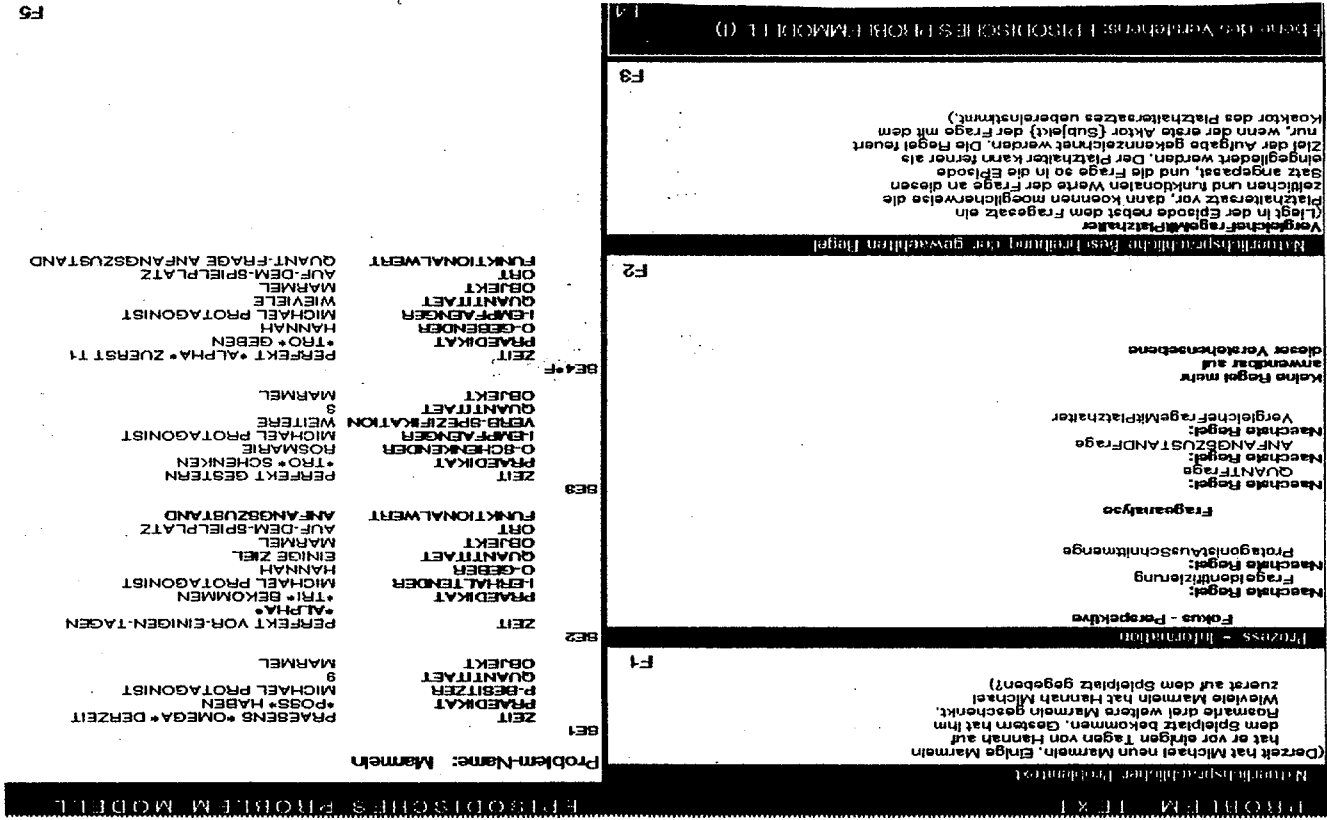 PROBLEM - TEXT
Natuerlichsprachlicher Problemtext
(Derzeit hat Michael neun Marmeln. Einige Marmeln
hat er vor einigen Tagen von Hannah auf
dem Spielplatz bekommen. Gestern hat ihm
Rosmarie drei weitere Marmeln geschenkt.
Wieviele Marmeln hat Hannah Michael
zuerst auf dem Spielplatz gegeben?)
F1
Prozess - Information
Fokus - Perspektive
Naechste Regel:
FrageIdentifizierung
Naechste Regel:
ProtagonistAusSchnittmenge
Frageanalyse
Naechste Regel:
QUANTFrage
Naechste Regel:
ANFANGSZUSTANDFrage
Naechste Regel:
VergleicheFrageMitPlatzhalter
Keine Regel mehr
anwendbar auf
dieser Verstehensebene
F2
Natuerlichsprachliche Beschreibung der gewaehlten Regel
VergleicheFrageMitPlatzhalter
(Liegt in der Episode nebst dem Fragesatz ein
Platzhaltersatz vor, dann koennen moeglicherweise die
zeitlichen und funktionalen Werte der Frage an diesen
Satz angepasst, und die Frage so in die EPisode
eingegliedert werden. Der Platzhalter kann ferner als
Ziel der Aufgabe gekennzeichnet werden. Die Regel feuert
nur, wenn der erste Aktor {Subjekt} der Frage mit dem
Koaktor des Platzhaltersatzes uebereinstimmt.)
F3
Ebene des Verstehens: EPISODISCHES PROBLEMMODELL (I)
F4
EPISODISCHES PROBLEM MODELL
Problem-Name: Marmeln
SE1
ZEIT PRAESENS *OMEGA* DERZEIT
PRAEDIKAT *POSS* HABEN
P-BESITZER MICHAEL PROTAGONIST
QUANTITAET 9
OBJEKT MARMEL
SE2
ZEIT PERFEKT VOR-EINIGEN-TAGEN
*ALPHA*
PRAEDIKAT *TRI* BEKOMMEN
I-ERHALTENDER MICHAEL PROTAGONIST
O-GEBER HANNAH
QUANTITAET EINIGE ZIEL
OBJEKT MARMEL
ORT AUF-DEM-SPIELPLATZ
FUNKTIONALWERT ANFANGSZUSTAND
SE3
ZEIT PERFEKT GESTERN
PRAEDIKAT *TRO* SCHENKEN
O-SCHENKENDER ROSMARIE
I-EMPFAENGER MICHAEL PROTAGONIST
VERB-SPEZIFIKATION WEITERE
QUANTITAET 3
OBJEKT MARMEL
SE4*F
ZEIT PERFEKT *ALPHA* ZUERST T1
PRAEDIKAT *TRO* GEBEN
O-GEBENDER HANNAH
I-EMPFAENGER MICHAEL PROTAGONIST
QUANTITAET WIEVIELE
OBJEKT MARMEL
ORT AUF-DEM-SPIELPLATZ
FUNKTIONALWERT QUANT-FRAGE ANFANGSZUSTAND
F5